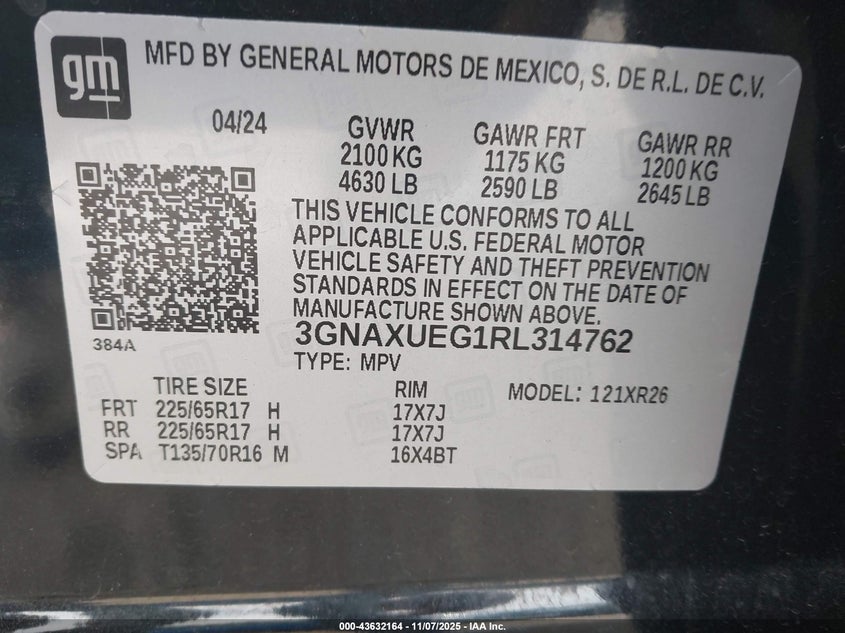 gm
MFD BY GENERAL MOTORS DE MEXICO, S. DE R.L. DE C.V.
04/24 GVWR GAWR FRT GAWR RR
2100 KG 1175 KG 1200 KG
4630 LB 2590 LB 2645 LB
THIS VEHICLE CONFORMS TO ALL
APPLICABLE U.S. FEDERAL MOTOR
VEHICLE SAFETY AND THEFT PREVENTION
STANDARDS IN EFFECT ON THE DATE OF
MANUFACTURE SHOWN ABOVE.
3GNAXUEG1RL314762
384A
TYPE: MPV
TIRE SIZE RIM MODEL: 121XR26
FRT 225/65R17 H 17X7J
RR 225/65R17 H 17X7J
SPA T135/70R16 M 16X4BT
000-43632164 - 11/07/2025 - IAA Inc.